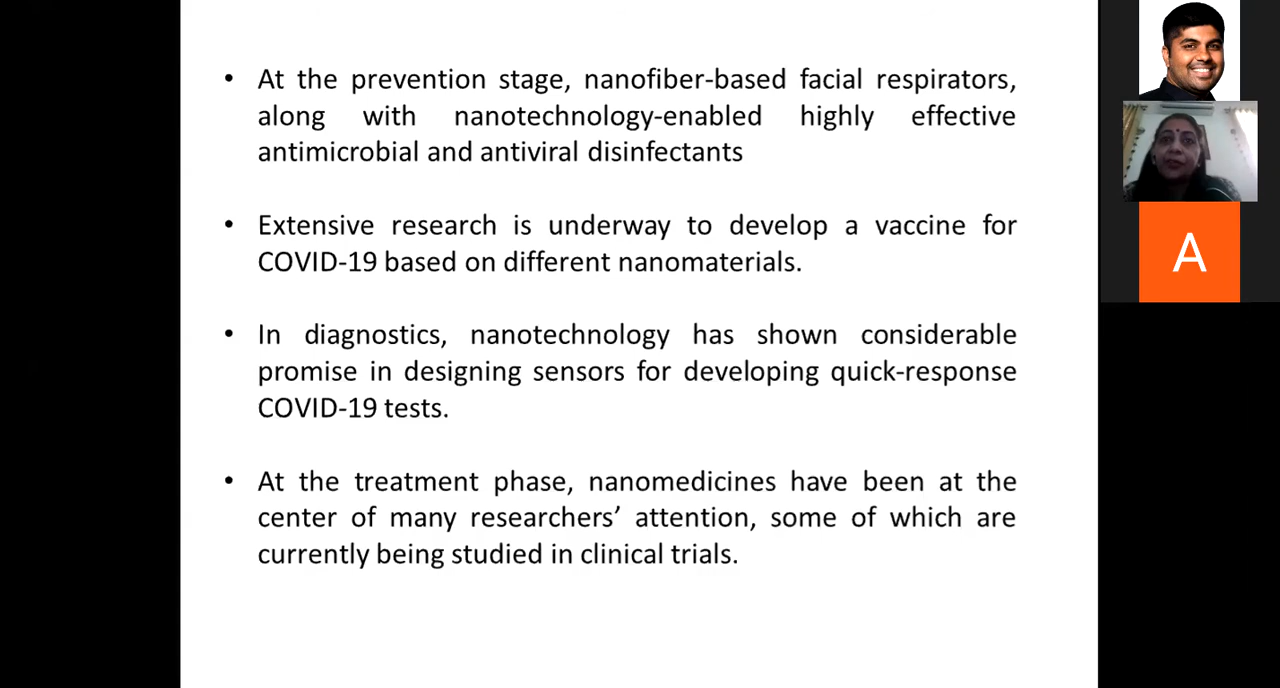 • At the prevention stage, nanofiber-based facial respirators,
along with nanotechnology-enabled highly effective
antimicrobial and antiviral disinfectants
• Extensive research is underway to develop a vaccine for
COVID-19 based on different nanomaterials.
• In diagnostics, nanotechnology has shown considerable
promise in designing sensors for developing quick-response
COVID-19 tests.
• At the treatment phase, nanomedicines have been at the
center of many researchers’ attention, some of which are
currently being studied in clinical trials.
A